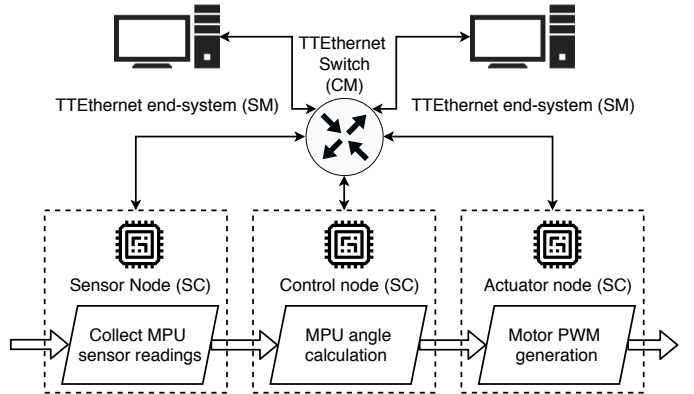 TTEthernet
Switch
(CM)
TTEthernet end-system (SM)
TTEthernet end-system (SM)
Sensor Node (SC)
Control node (SC)
Actuator node (SC)
Collect MPU
sensor readings
MPU angle
calculation
Motor PWM
generation